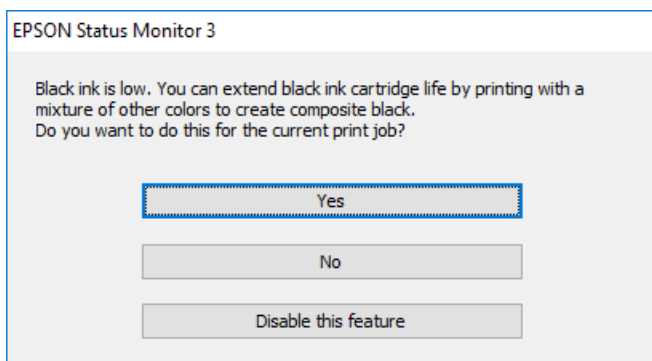 EPSON Status Monitor 3
Black ink is low. You can extend black ink cartridge life by printing with a
mixture of other colors to create composite black.
Do you want to do this for the current print job?
Yes
No
Disable this feature